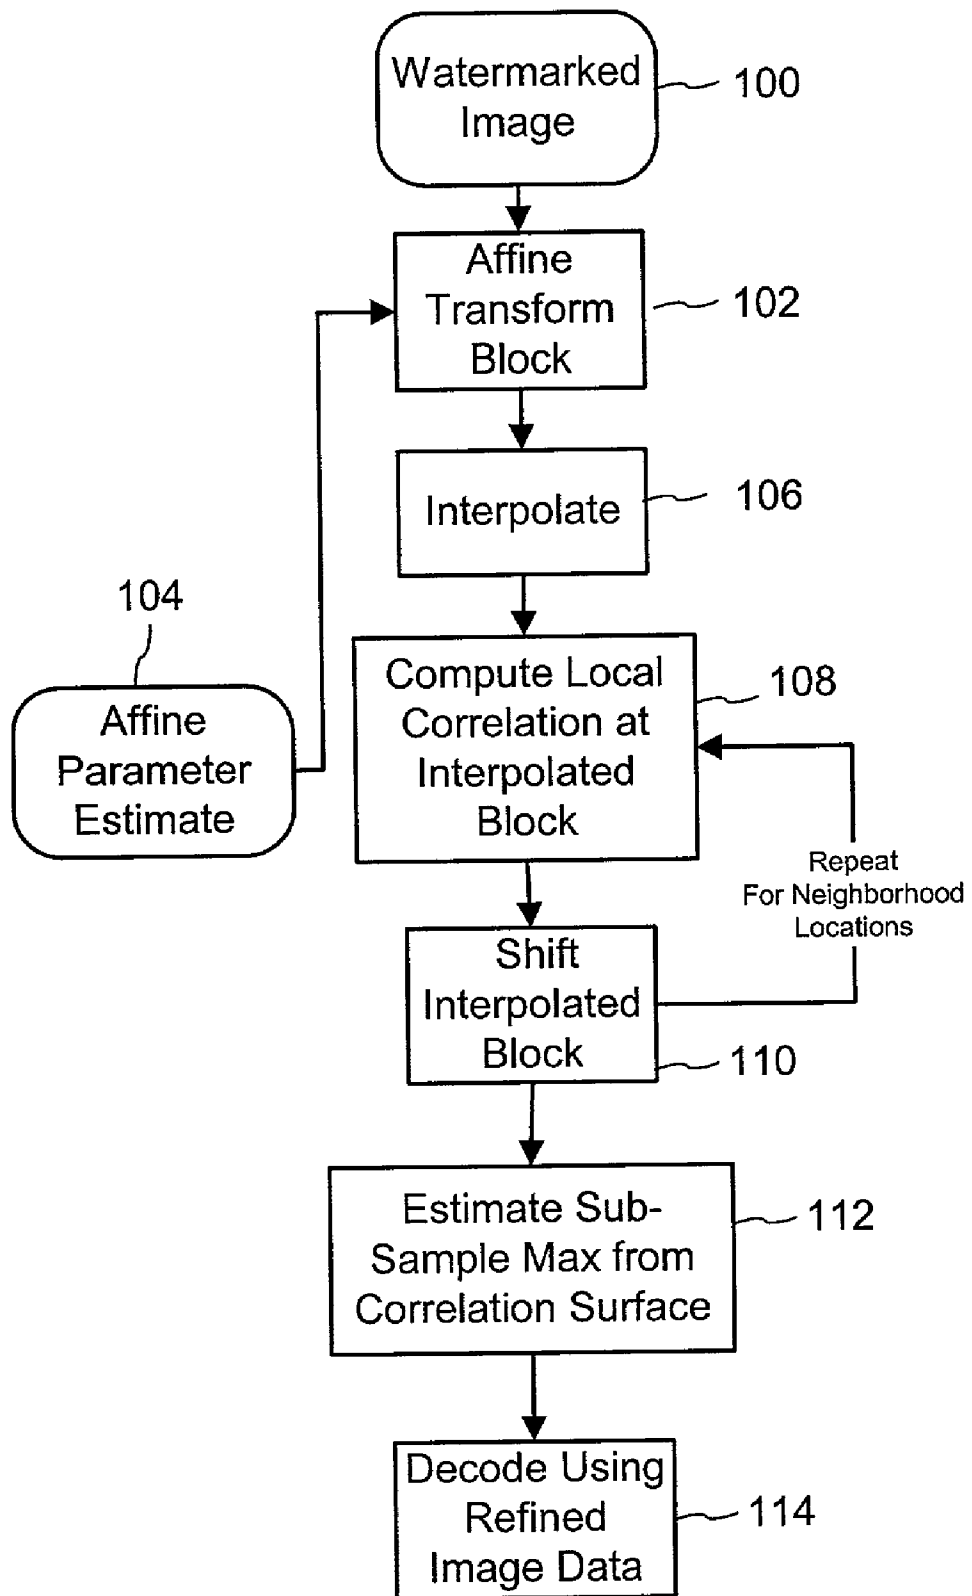 Watermarked
Image
100
Affine
Transform
Block
102
Interpolate
106
104
Affine
Parameter
Estimate
Compute Local
Correlation at
Interpolated
Block
108
Repeat
For Neighborhood
Locations
Shift
Interpolated
Block
110
Estimate Sub-
Sample Max from
Correlation Surface
112
Decode Using
Refined
Image Data
114